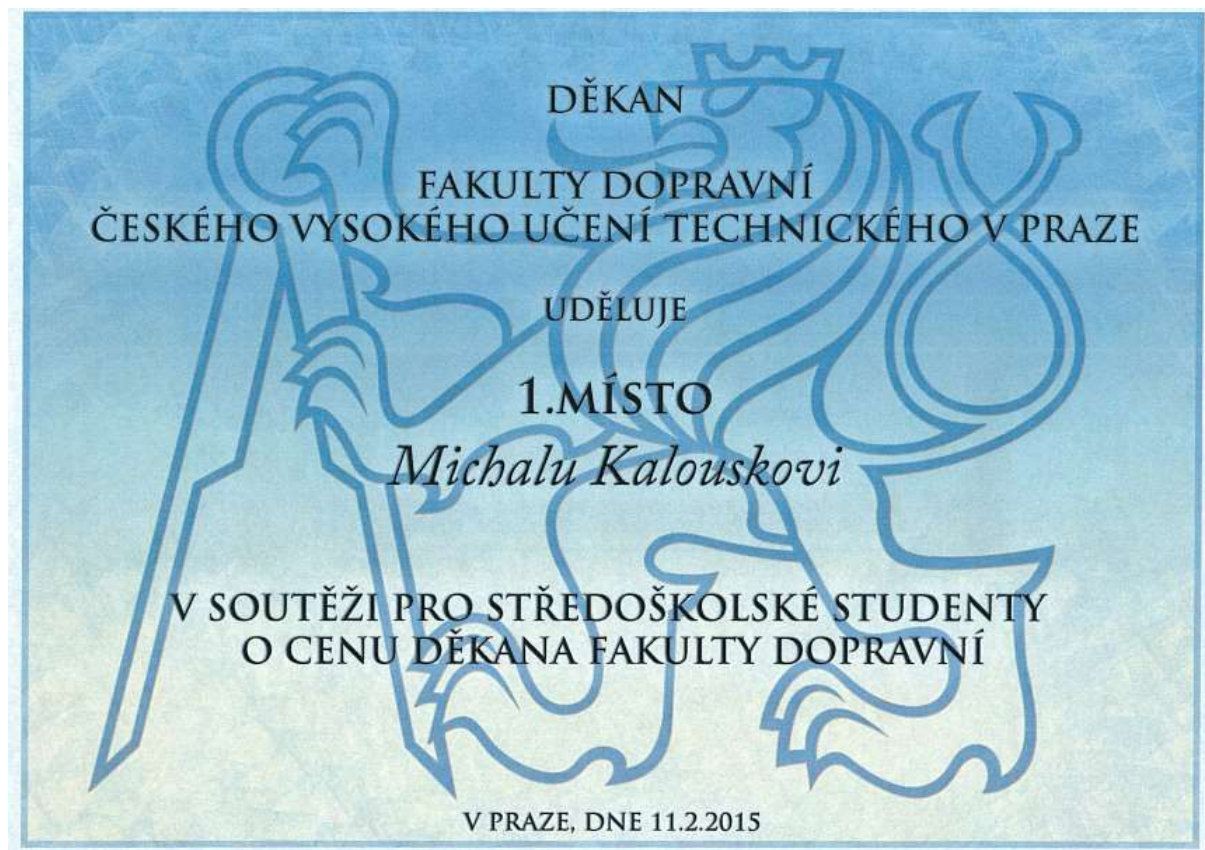 DĚKAN
FAKULTY DOPRAVNÍ
ČESKÉHO VYSOKÉHO UČENÍ TECHNICKÉHO V PRAZE
UDĚLUJE
1.MÍSTO
Michalu Kalouskovi
V SOUTĚŽI PRO STŘEDOŠKOLSKÉ STUDENTY
O CENU DĚKANA FAKULTY DOPRAVNÍ
V PRAZE, DNE 11.2.2015